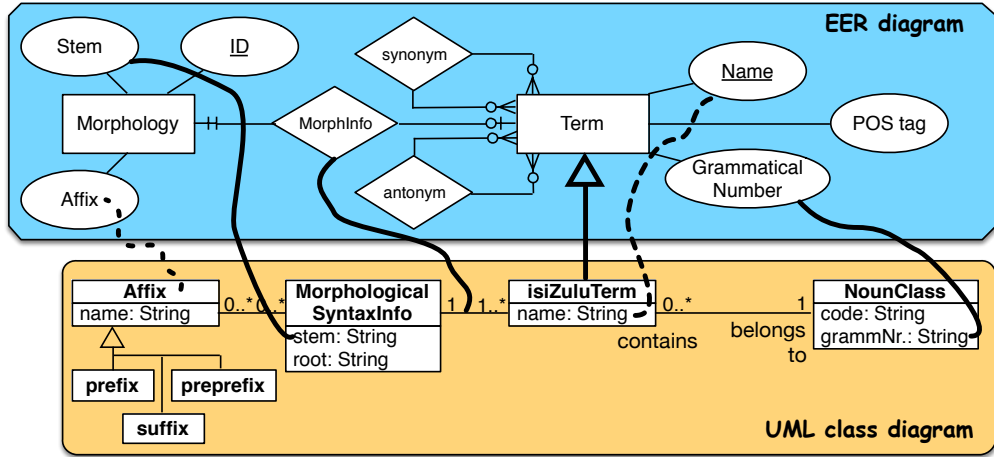 EER diagram
Stem
ID
synonym
Name
Morphology
MorphInfo
Term
POS tag
Affix
antonym
Grammatical
Number
Affix
name: String
0..*
0..*
Morphological
SyntaxInfo
stem: String
root: String
1
1..*
isiZuluTerm
name: String
0..*
contains
1
belongs
to
NounClass
code: String
grammNr.: String
prefix
preprefix
suffix
UML class diagram